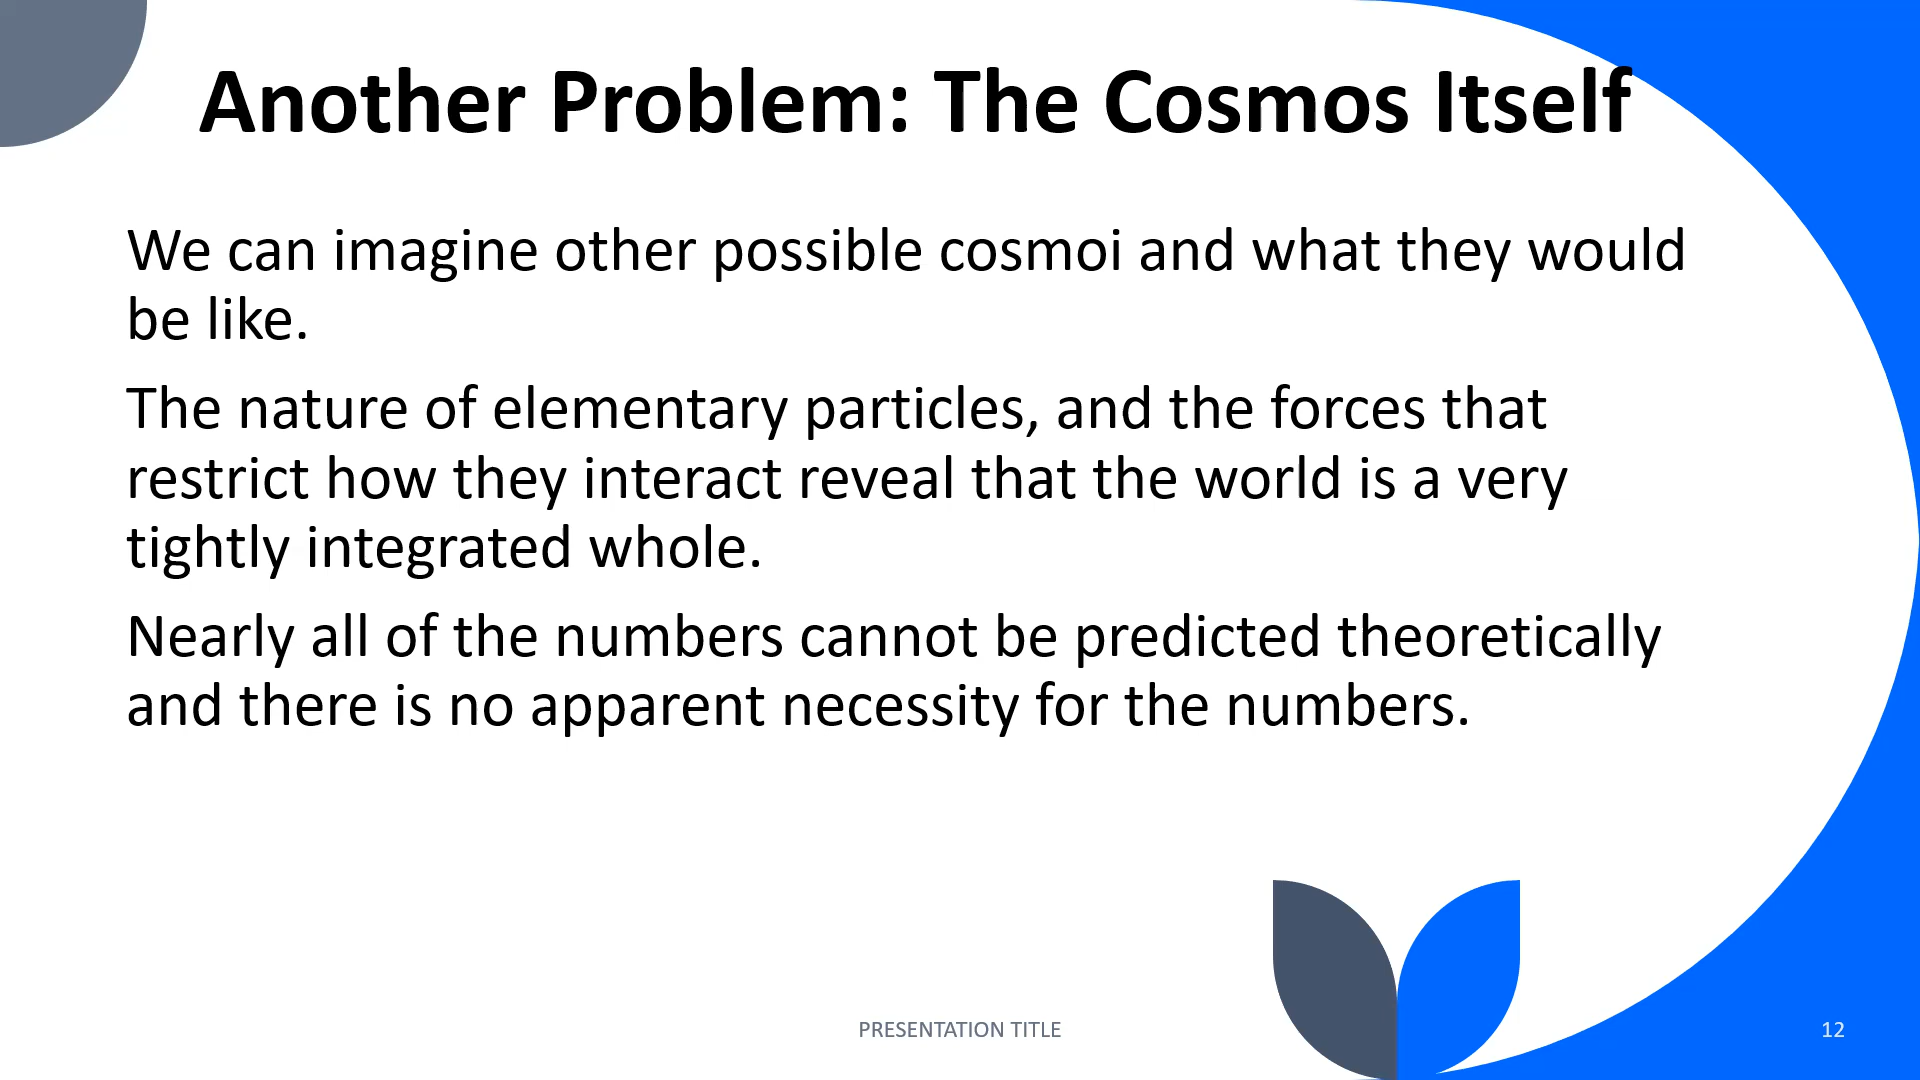 Another Problem: The Cosmos Itself
We can imagine other possible cosmoi and what they would
be like.
The nature of elementary particles, and the forces that
restrict how they interact reveal that the world is a very
tightly integrated whole.
Nearly all of the numbers cannot be predicted theoretically
and there is no apparent necessity for the numbers.
PRESENTATION TITLE
12